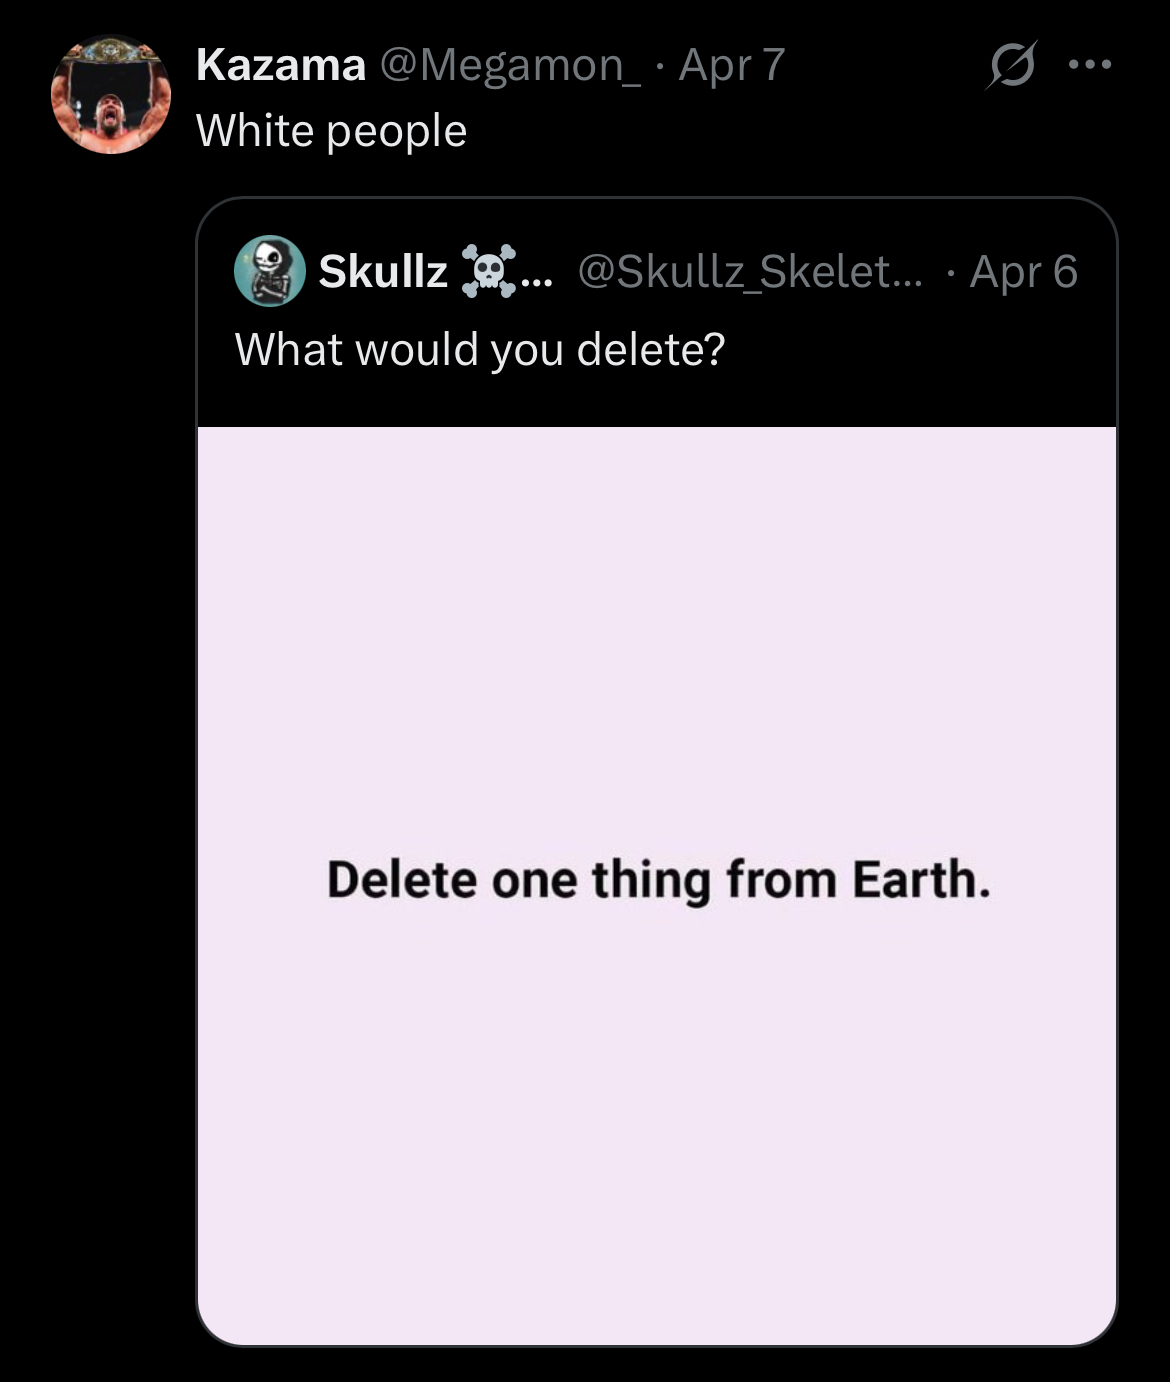 Kazama @Megamon_ · Apr 7
White people
Skullz ☠️... @Skullz_Skelet... · Apr 6
What would you delete?
Delete one thing from Earth.